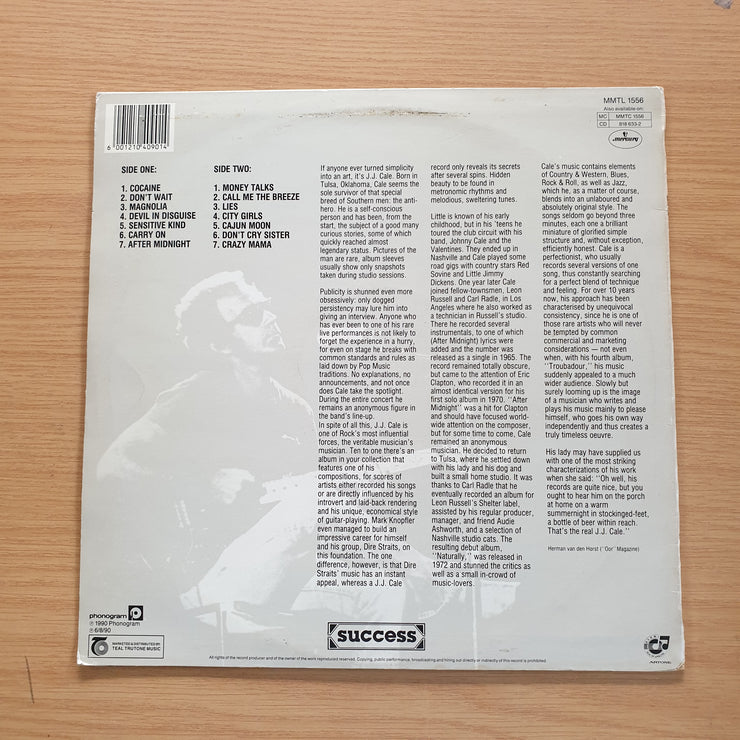 6 001210 409014
MMTL 1556
Also available on:
MC MMTC 1556
CD 818 633-2
mercury
SIDE ONE:
1. COCAINE
2. DON'T WAIT
3. MAGNOLIA
4. DEVIL IN DISGUISE
5. SENSITIVE KIND
6. CARRY ON
7. AFTER MIDNIGHT
SIDE TWO:
1. MONEY TALKS
2. CALL ME THE BREEZE
3. LIES
4. CITY GIRLS
5. CAJUN MOON
6. DON'T CRY SISTER
7. CRAZY MAMA
If anyone ever turned simplicity
into an art, it's J.J. Cale. Born in
Tulsa, Oklahoma, Cale seems the
sole survivor of that special
breed of Southern men: the anti-
hero. He is a self-conscious
person and has been, from the
start, the subject of a good many
curious stories, some of which
quickly reached almost
legendary status. Pictures of the
man are rare, album sleeves
usually show only snapshots
taken during studio sessions.
Publicity is shunned even more
obsessively: only dogged
persistency may lure him into
giving an interview. Anyone who
has ever been to one of his rare
live performances is not likely to
forget the experience in a hurry,
for even on stage he breaks with
common standards and rules as
laid down by Pop Music
traditions. No explanations, no
announcements, and not once
does Cale take the spotlight.
During the entire concert he
remains an anonymous figure in
the band's line-up.
In spite of all this, J.J. Cale is
one of Rock's most influential
forces, the veritable musician's
musician. Ten to one there's an
album in your collection that
features one of his
compositions, for scores of
artists either recorded his songs
or are directly influenced by his
introvert and laid-back rendering
and his unique, economical style
of guitar-playing. Mark Knopfler
even managed to build an
impressive career for himself
and his group, Dire Straits, on
this foundation. The one
difference, however, is that Dire
Straits' music has an instant
appeal, whereas a J.J. Cale
record only reveals its secrets
after several spins. Hidden
beauty to be found in
metronomic rhythms and
melodious, sweltering tunes.
Little is known of his early
childhood, but in his 'teens he
toured the club circuit with his
band, Johnny Cale and the
Valentines. They ended up in
Nashville and Cale played some
road gigs with country stars Red
Sovine and Little Jimmy
Dickens. One year later Cale
joined fellow-townsmen, Leon
Russell and Carl Radle, in Los
Angeles where he also worked as
a technician in Russell's studio.
There he recorded several
instrumentals, to one of which
(After Midnight) lyrics were
added and the number was
released as a single in 1965. The
record remained totally obscure,
but came to the attention of Eric
Clapton, who recorded it in an
almost identical version for his
first solo album in 1970. ''After
Midnight'' was a hit for Clapton
and should have focused world-
wide attention on the composer,
but for some time to come, Cale
remained an anonymous
musician. He decided to return
to Tulsa, where he settled down
with his lady and his dog and
built a small home studio. It was
thanks to Carl Radle that he
eventually recorded an album for
Leon Russell's Shelter label,
assisted by his regular producer,
manager, and friend Audie
Ashworth, and a selection of
Nashville studio cats. The
resulting debut album,
''Naturally,'' was released in
1972 and stunned the critics as
well as a small in-crowd of
music-lovers.
Cale's music contains elements
of Country & Western, Blues,
Rock & Roll, as well as Jazz,
which he, as a matter of course,
blends into an unlaboured and
absolutely original style. The
songs seldom go beyond three
minutes, each one a brilliant
miniature of glorified simple
structure and, without exception,
efficiently honest. Cale is a
perfectionist, who usually
records several versions of one
song, thus constantly searching
for a perfect blend of technique
and feeling. For over 10 years
now, his approach has been
characterised by unequivocal
consistency, since he is one of
those rare artists who will never
be tempted by common
commercial and marketing
considerations — not even
when, with his fourth album,
''Troubadour,'' his music
suddenly appealed to a much
wider audience. Slowly but
surely looming up is the image of
a musician who writes and
plays his music mainly to please
himself, who goes his own way
independently and thus creates a
truly timeless oeuvre.
His lady may have supplied us
with one of the most striking
characterizations of his work
when she said: ''Oh well, his
records are quite nice, but you
ought to hear him on the porch
at home on a warm
summernight in stocking-feet,
a bottle of beer within reach.
That's the real J.J. Cale.''
Herman van der Horst (''Oor'' Magazine)
phonogram
℗ 1990 Phonogram
℗ 6/8/90
MARKETED & DISTRIBUTED BY:
TEAL TRUTONE MUSIC
success
All rights of the record producer and of the owner of the work reproduced reserved. Copying, public performance, broadcasting and hiring out directly or indirectly of this record is prohibited.
ARTONE